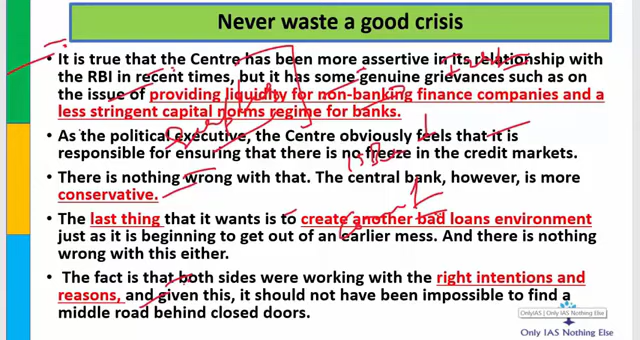 Never waste a good crisis
• It is true that the Centre has been more assertive in its relationship with
the RBI in recent times, but it has some genuine grievances such as on
the issue of providing liquidity for non-banking finance companies and a
less stringent capital norms regime for banks.
• As the political executive, the Centre obviously feels that it is
responsible for ensuring that there is no freeze in the credit markets.
• There is nothing wrong with that. The central bank, however, is more
conservative.
• The last thing that it wants is to create another bad loans environment
just as it is beginning to get out of an earlier mess. And there is nothing
wrong with this either.
• The fact is that both sides were working with the right intentions and
reasons, and given this, it should not have been impossible to find a
middle road behind closed doors.
OnlyIAS | OnlyIAS Nothing Else
Only IAS Nothing Else